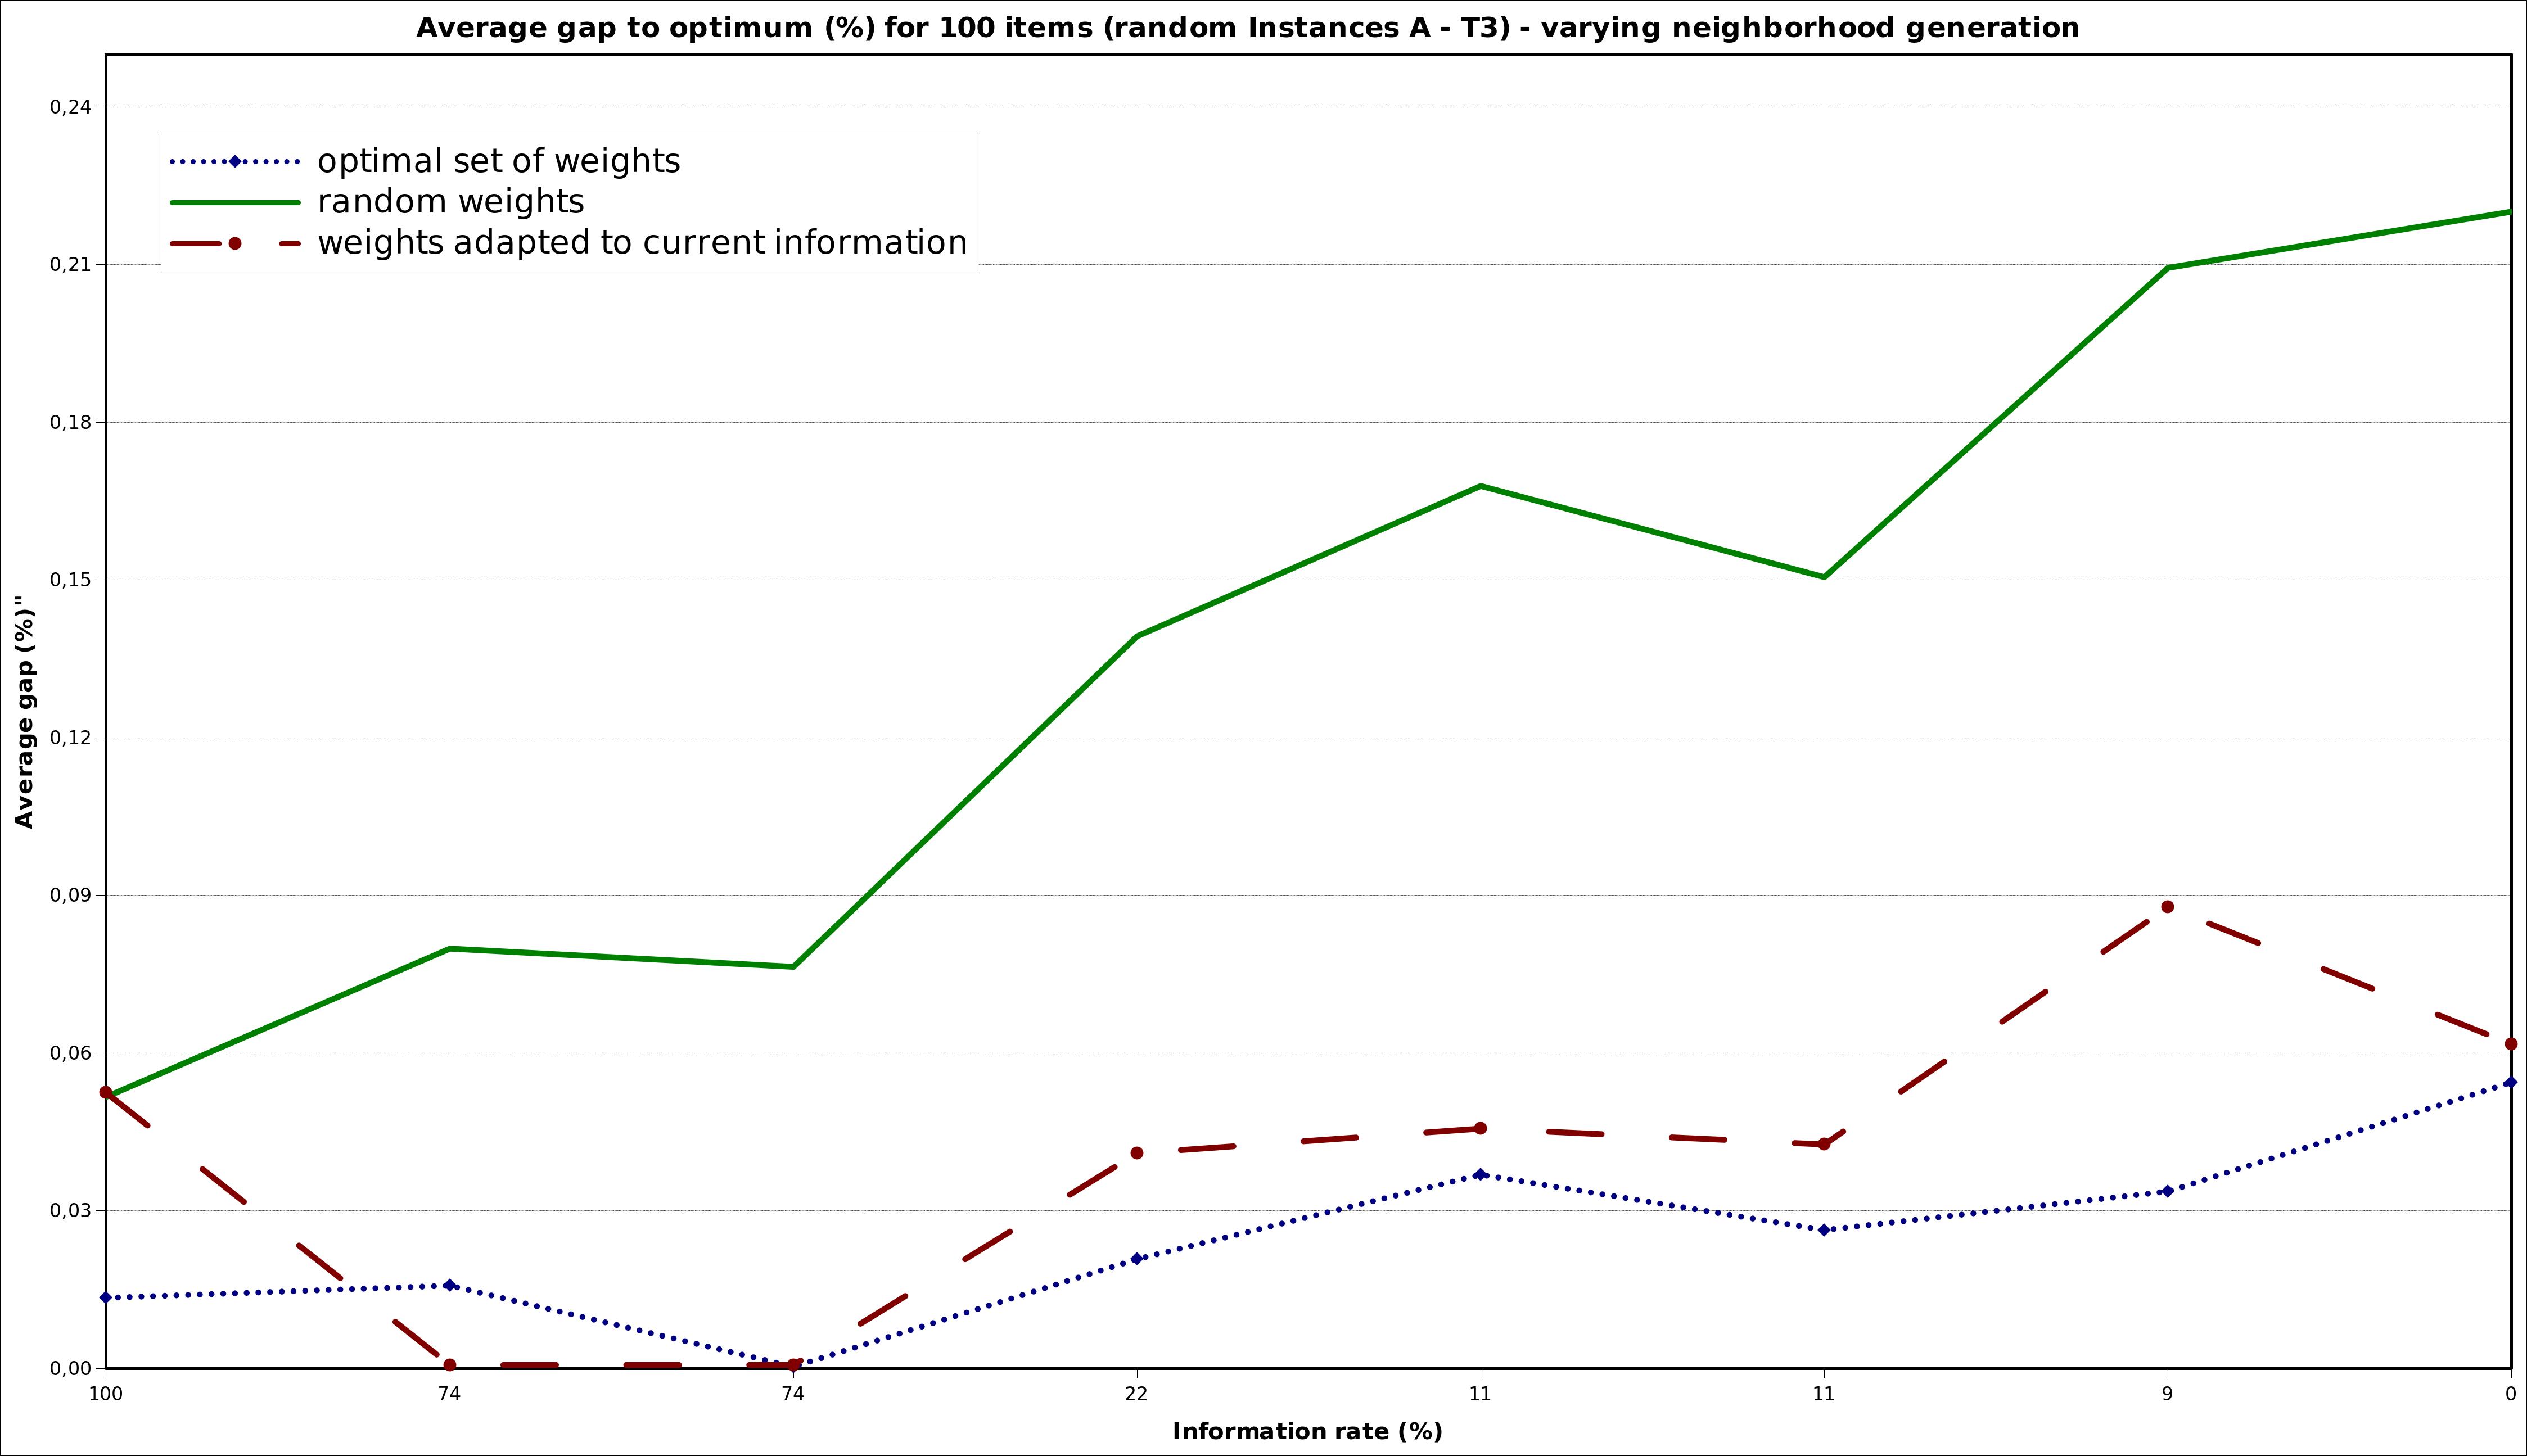 Average gap to optimum (%) for 100 items (random Instances A - T3) - varying neighborhood generation
optimal set of weights
random weights
weights adapted to current information
0,24
0,21
0,18
0,15
0,12
0,09
0,06
0,03
0,00
Average gap (%)"
100 74 74 22 11 11 9 0
Information rate (%)